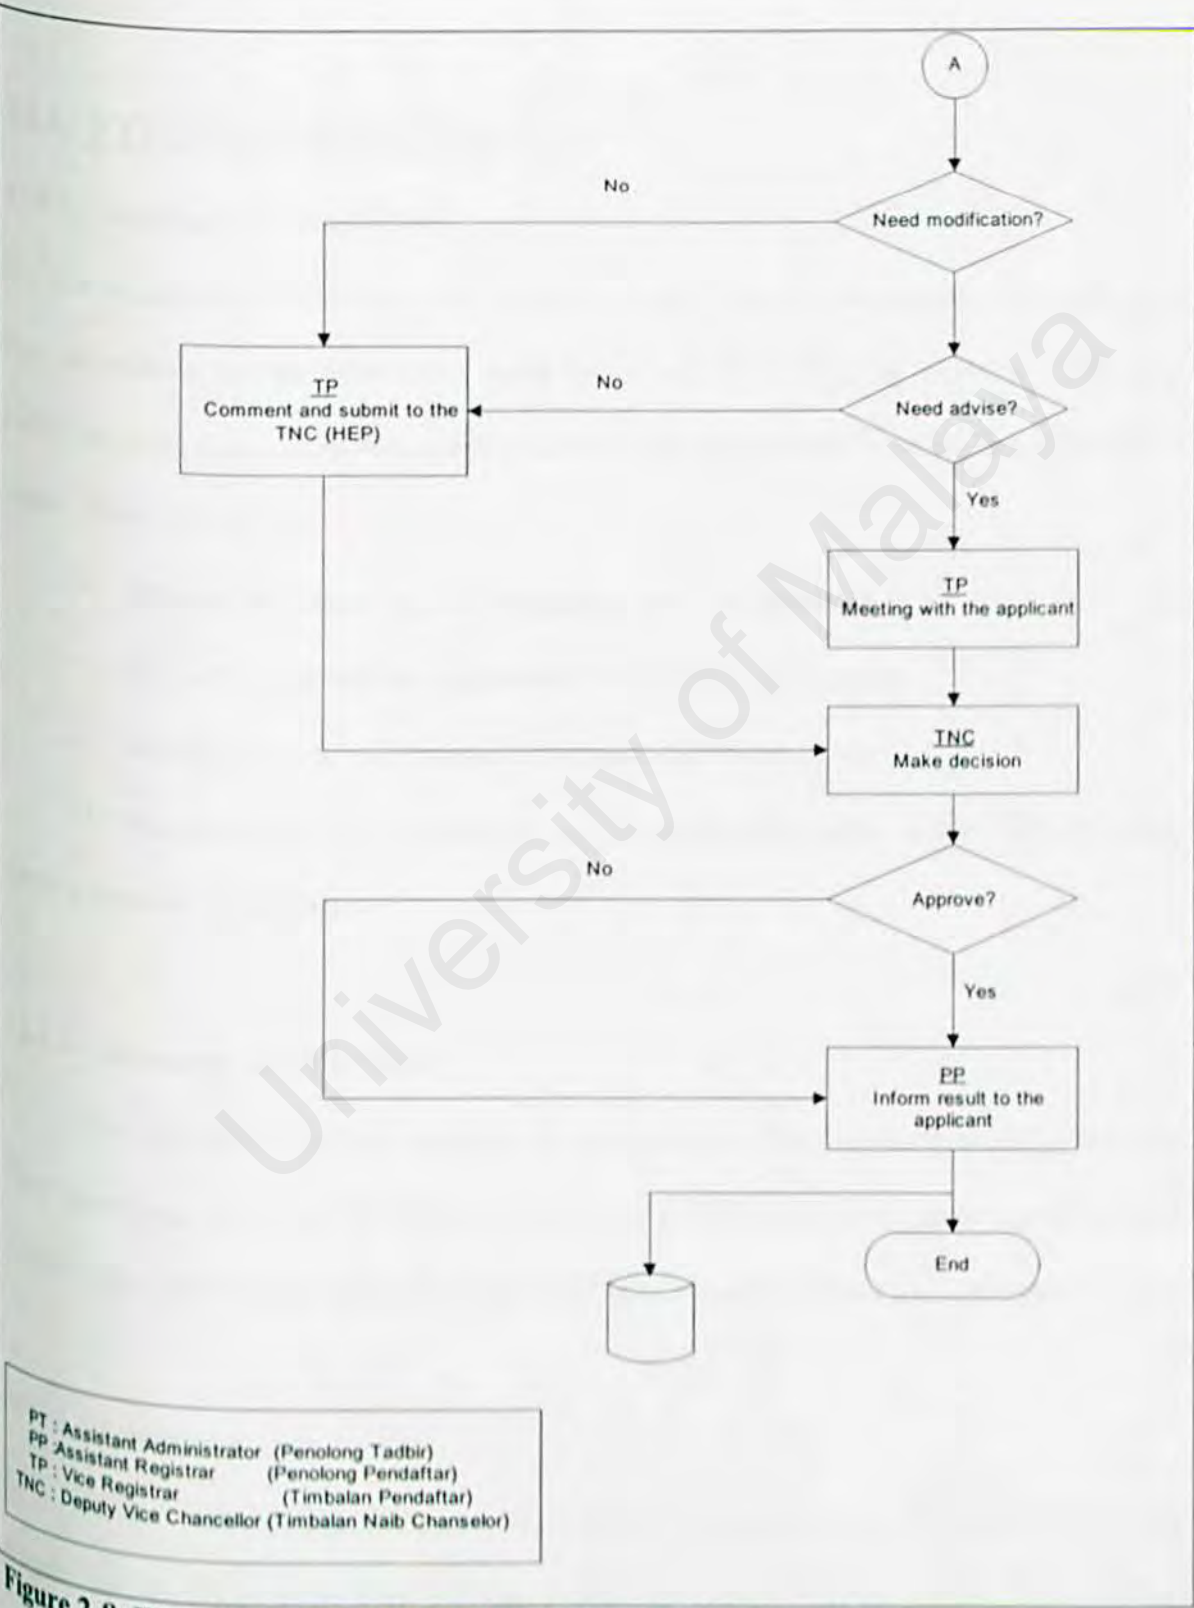 A
No
Need modification?
TP
Comment and submit to the
TNC (HEP)
No
Need advise?
Yes
TP
Meeting with the applicant
TNC
Make decision
No
Approve?
Yes
PP
Inform result to the
applicant
End
PT : Assistant Administrator (Penolong Tadbir)
PP : Assistant Registrar (Penolong Pendaftar)
TP : Vice Registrar (Timbalan Pendaftar)
TNC : Deputy Vice Chancellor (Timbalan Naib Chanselor)
Figure
University of Malaya